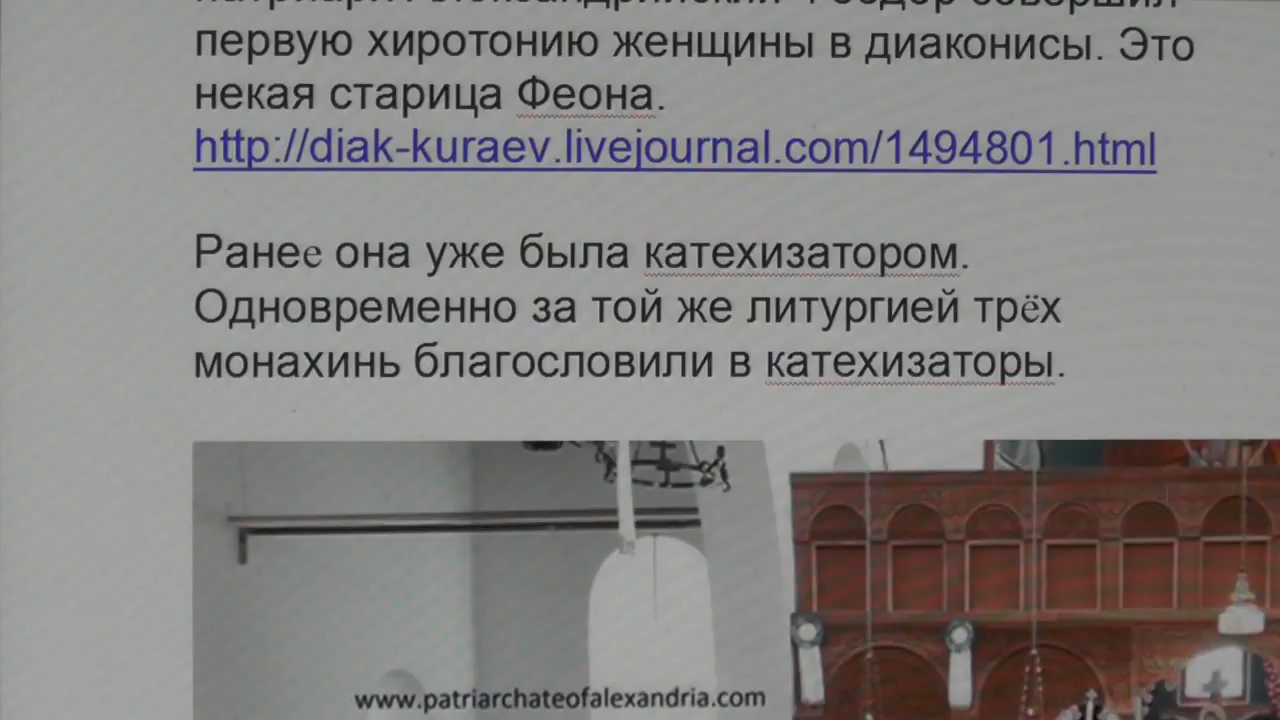 первую хиротонию женщины в диаконисы. Это
некая старица Феона.
http://diak-kuraev.livejournal.com/1494801.html
Ранее она уже была катехизатором.
Одновременно за той же литургией трёх
монахинь благословили в катехизаторы.
www.patriarchateofalexandria.com